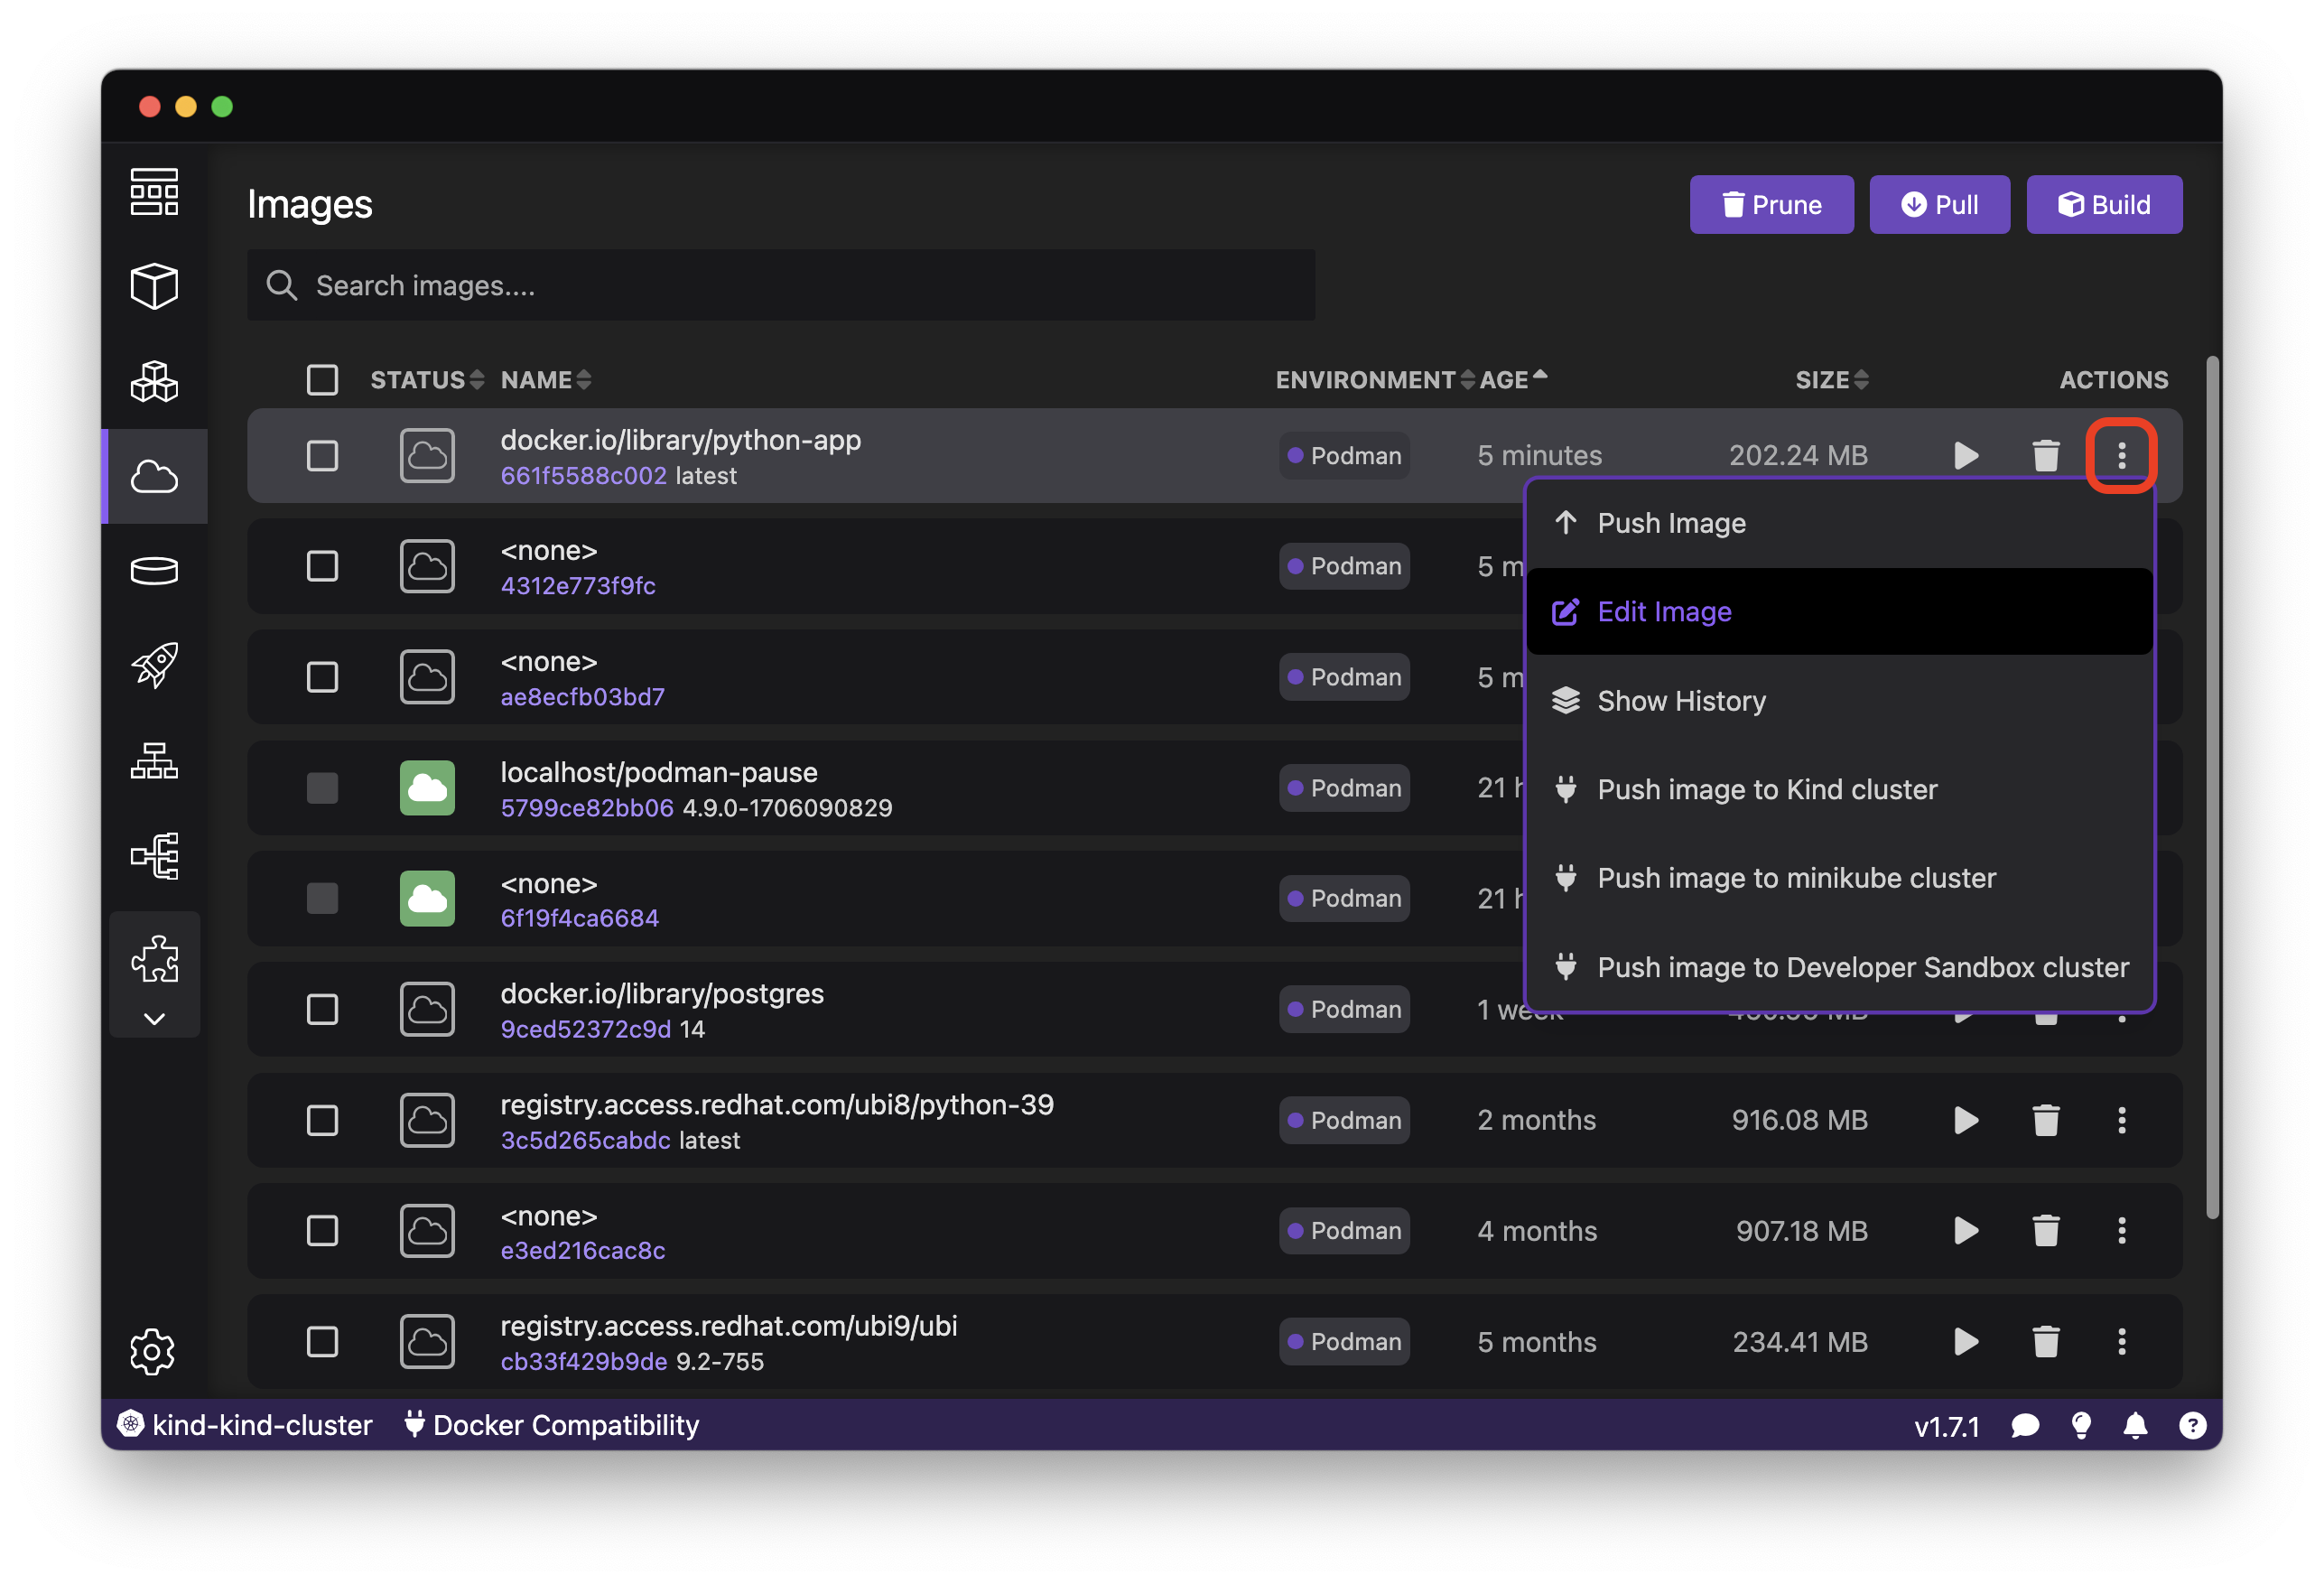 Images
Prune
Pull
Build
Search images....
STATUS NAME ENVIRONMENT AGE SIZE ACTIONS
docker.io/library/python-app
661f5588c002 latest
Podman
5 minutes
202.24 MB
Push Image
Edit Image
Show History
Push image to Kind cluster
Push image to minikube cluster
Push image to Developer Sandbox cluster
<none>
4312e773f9fc
Podman
5 m
<none>
ae8ecfb03bd7
Podman
5 m
localhost/podman-pause
5799ce82bb06 4.9.0-1706090829
Podman
21 h
<none>
6f19f4ca6684
Podman
21 h
docker.io/library/postgres
9ced52372c9d 14
Podman
1 week
registry.access.redhat.com/ubi8/python-39
3c5d265cabdc latest
Podman
2 months
916.08 MB
<none>
e3ed216cac8c
Podman
4 months
907.18 MB
registry.access.redhat.com/ubi9/ubi
cb33f429b9de 9.2-755
Podman
5 months
234.41 MB
kind-kind-cluster
Docker Compatibility
v1.7.1